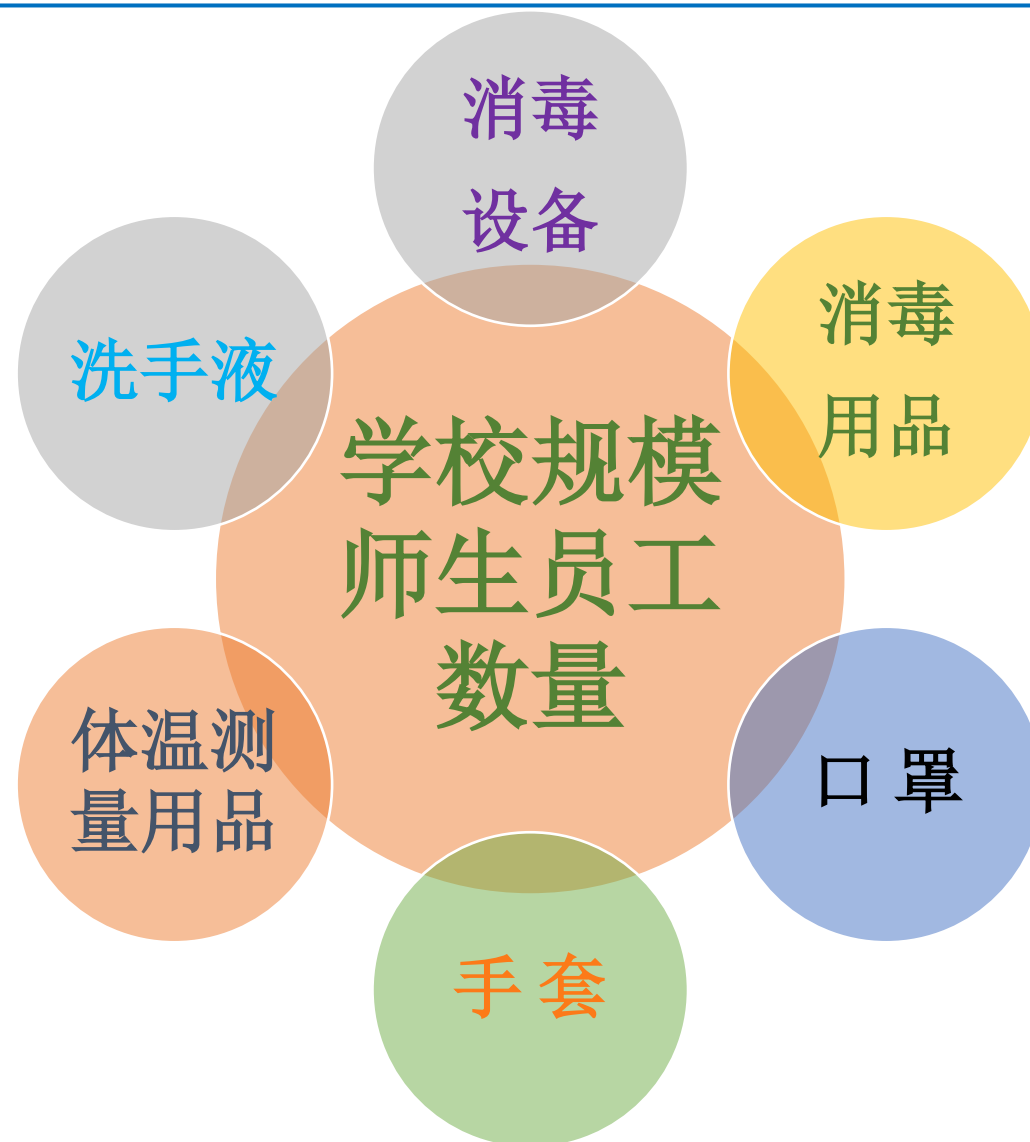 消毒
设备
消毒
用品
洗手液
学校规模
师生员工
数量
体温测
量用品
口 罩
手 套